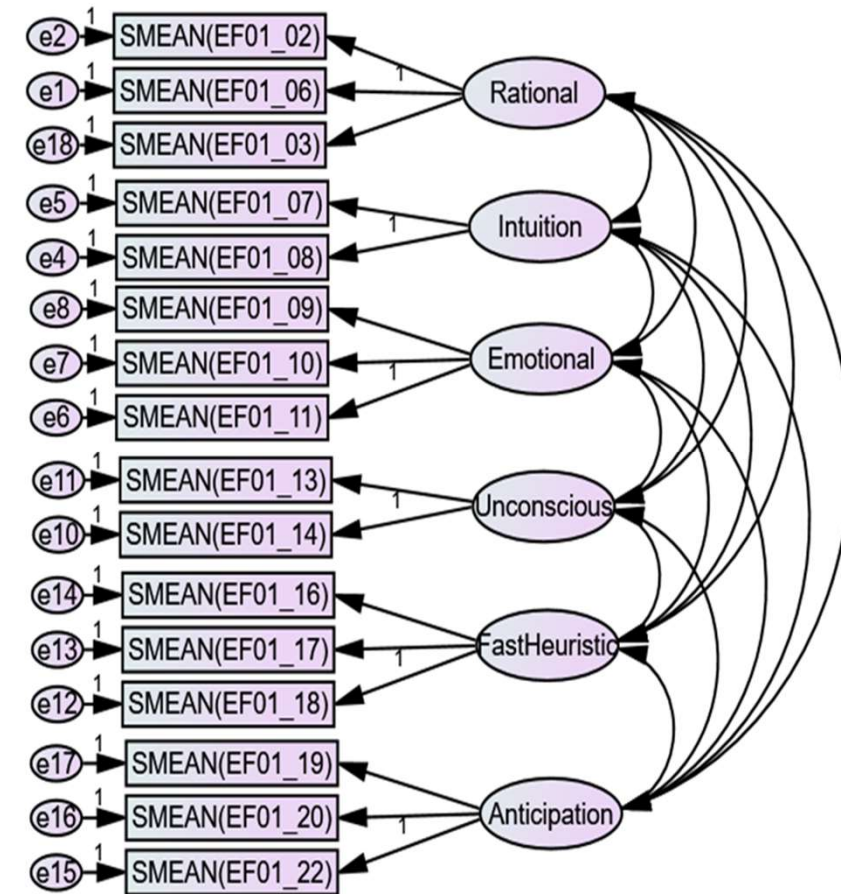 e2 1 SMEAN(EF01_02)
e1 1 SMEAN(EF01_06) 1 Rational
e18 1 SMEAN(EF01_03)
e5 1 SMEAN(EF01_07)
1 Intuition
e4 1 SMEAN(EF01_08)
e8 1 SMEAN(EF01_09)
e7 1 SMEAN(EF01_10) 1 Emotional
e6 1 SMEAN(EF01_11)
e11 1 SMEAN(EF01_13)
1 Unconscious
e10 1 SMEAN(EF01_14)
e14 1 SMEAN(EF01_16)
e13 1 SMEAN(EF01_17) 1 FastHeuristic
e12 1 SMEAN(EF01_18)
e17 1 SMEAN(EF01_19)
e16 1 SMEAN(EF01_20) 1 Anticipation
e15 1 SMEAN(EF01_22)